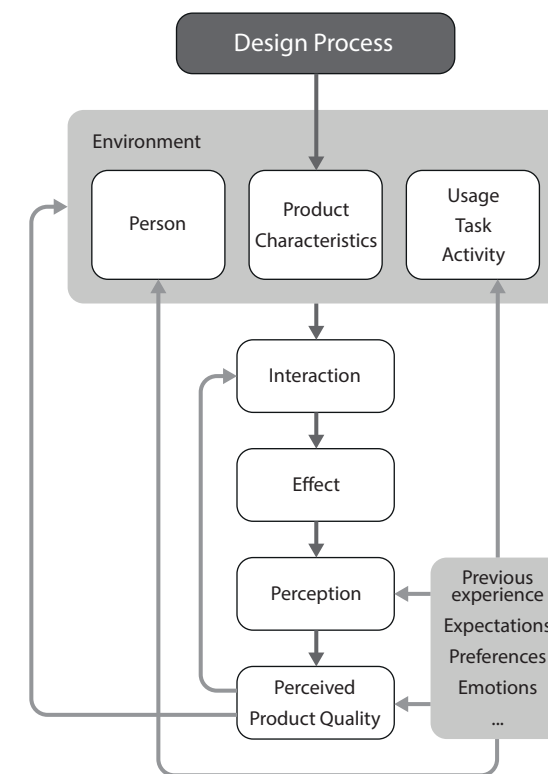 Design Process
Environment
Person
Product
Characteristics
Usage
Task
Activity
Interaction
Effect
Perception
Previous
experience
Expectations
Preferences
Emotions
...
Perceived
Product Quality